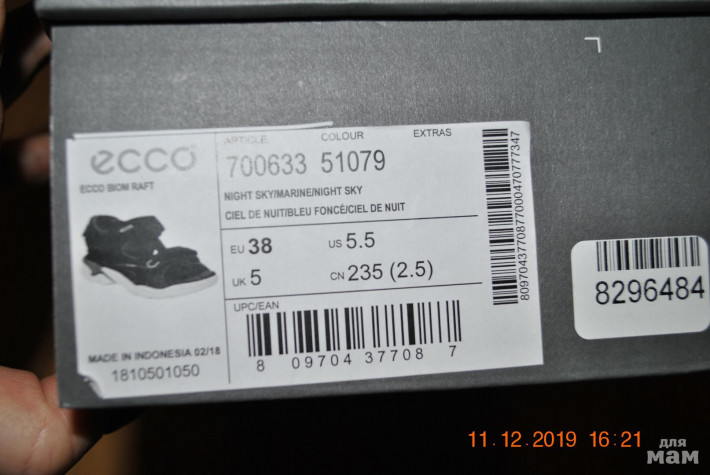 ecco
ECCO BIOM RAFT
ARTICLE COLOUR EXTRAS
700633 51079
NIGHT SKY/MARINE/NIGHT SKY
CIEL DE NUIT/BLEU FONCÉ/CIEL DE NUIT
EU 38 US 5.5
UK 5 CN 235 (2.5)
UPC/EAN
8 09704 37708 7
MADE IN INDONESIA 02/18
1810501050
809704377087700047077 7347
8296484
11.12.2019 16:21
для
мам